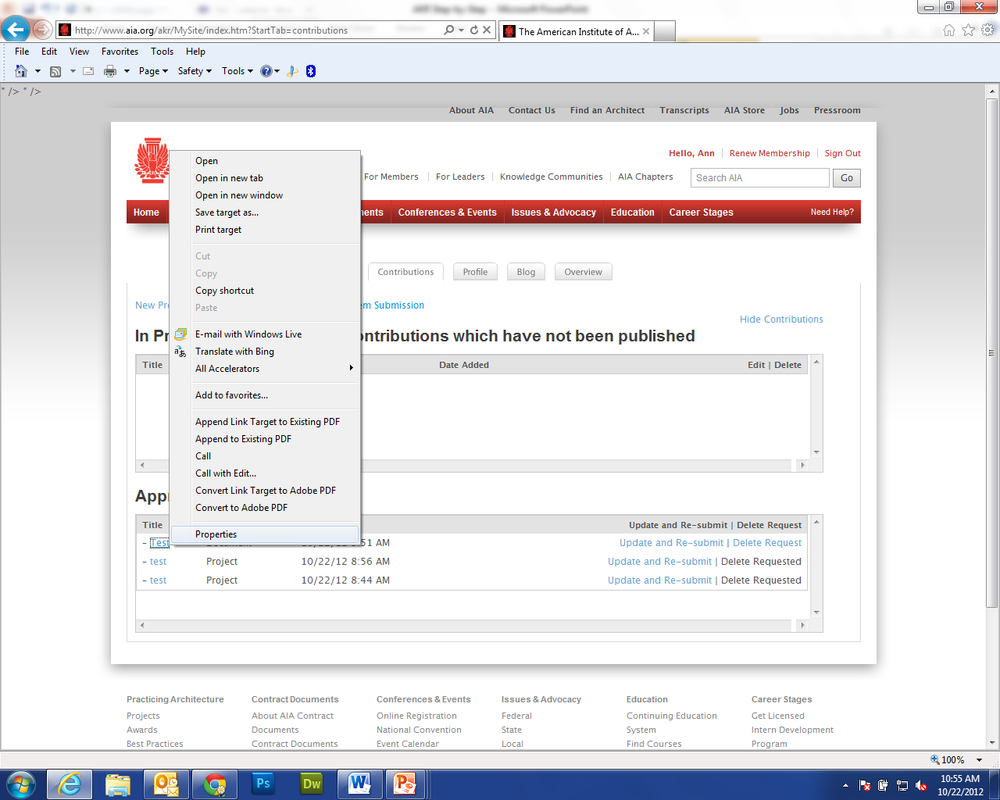 AKR Step-by-Step - Microsoft PowerPoint
http://www.aia.org/akr/MySite/index.htm?StartTab=contributions
The American Institute of A...
File Edit View Favorites Tools Help
Page Safety Tools
" /> " />
About AIA Contact Us Find an Architect Transcripts AIA Store Jobs Pressroom
Hello, Ann Renew Membership Sign Out
For Members For Leaders Knowledge Communities AIA Chapters Search AIA Go
Home ments Conferences & Events Issues & Advocacy Education Career Stages Need Help?
Open
Open in new tab
Open in new window
Save target as...
Print target
Cut
Copy
Copy shortcut
Paste
E-mail with Windows Live
Translate with Bing
All Accelerators
Add to favorites...
Append Link Target to Existing PDF
Append to Existing PDF
Call
Call with Edit...
Convert Link Target to Adobe PDF
Convert to Adobe PDF
Properties
Contributions Profile Blog Overview
New Pr em Submission
Hide Contributions
In Pr ontributions which have not been published
Title Date Added Edit | Delete
App
Title Update and Re-submit | Delete Request
- Test 51 AM Update and Re-submit | Delete Request
- test Project 10/22/12 8:56 AM Update and Re-submit | Delete Requested
- test Project 10/22/12 8:44 AM Update and Re-submit | Delete Requested
Practicing Architecture Contract Documents Conferences & Events Issues & Advocacy Education Career Stages
Projects About AIA Contract Online Registration Federal Continuing Education Get Licensed
Awards Documents National Convention State System Intern Development
Best Practices Contract Documents Event Calendar Local Find Courses Program
100%
Ps Dw
10:55 AM
10/22/2012